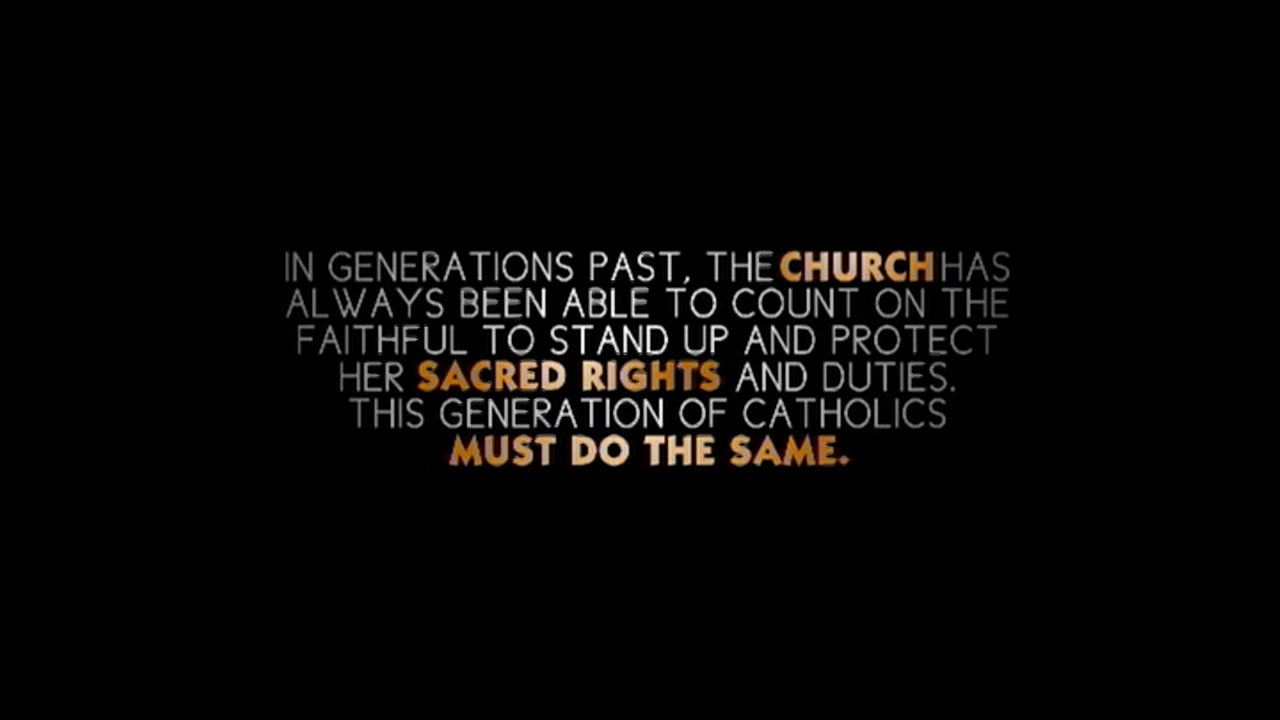 IN GENERATIONS PAST, THE CHURCH HAS
ALWAYS BEEN ABLE TO COUNT ON THE
FAITHFUL TO STAND UP AND PROTECT
HER SACRED RIGHTS AND DUTIES.
THIS GENERATION OF CATHOLICS
MUST DO THE SAME.